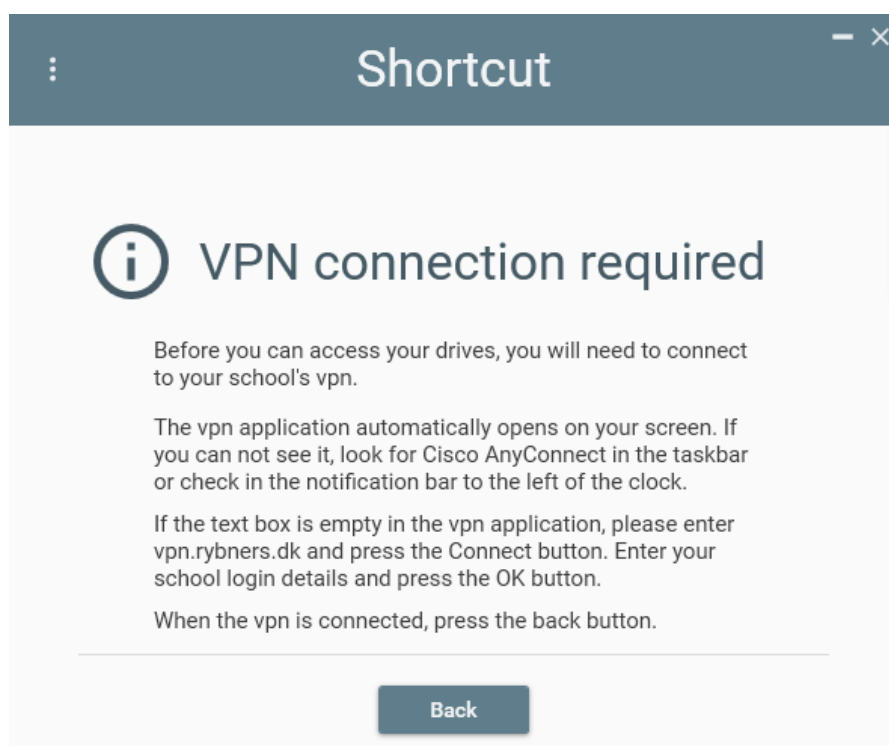 Shortcut
VPN connection required
Before you can access your drives, you will need to connect
to your school's vpn.
The vpn application automatically opens on your screen. If
you can not see it, look for Cisco AnyConnect in the taskbar
or check in the notification bar to the left of the clock.
If the text box is empty in the vpn application, please enter
vpn.rybners.dk and press the Connect button. Enter your
school login details and press the OK button.
When the vpn is connected, press the back button.
Back